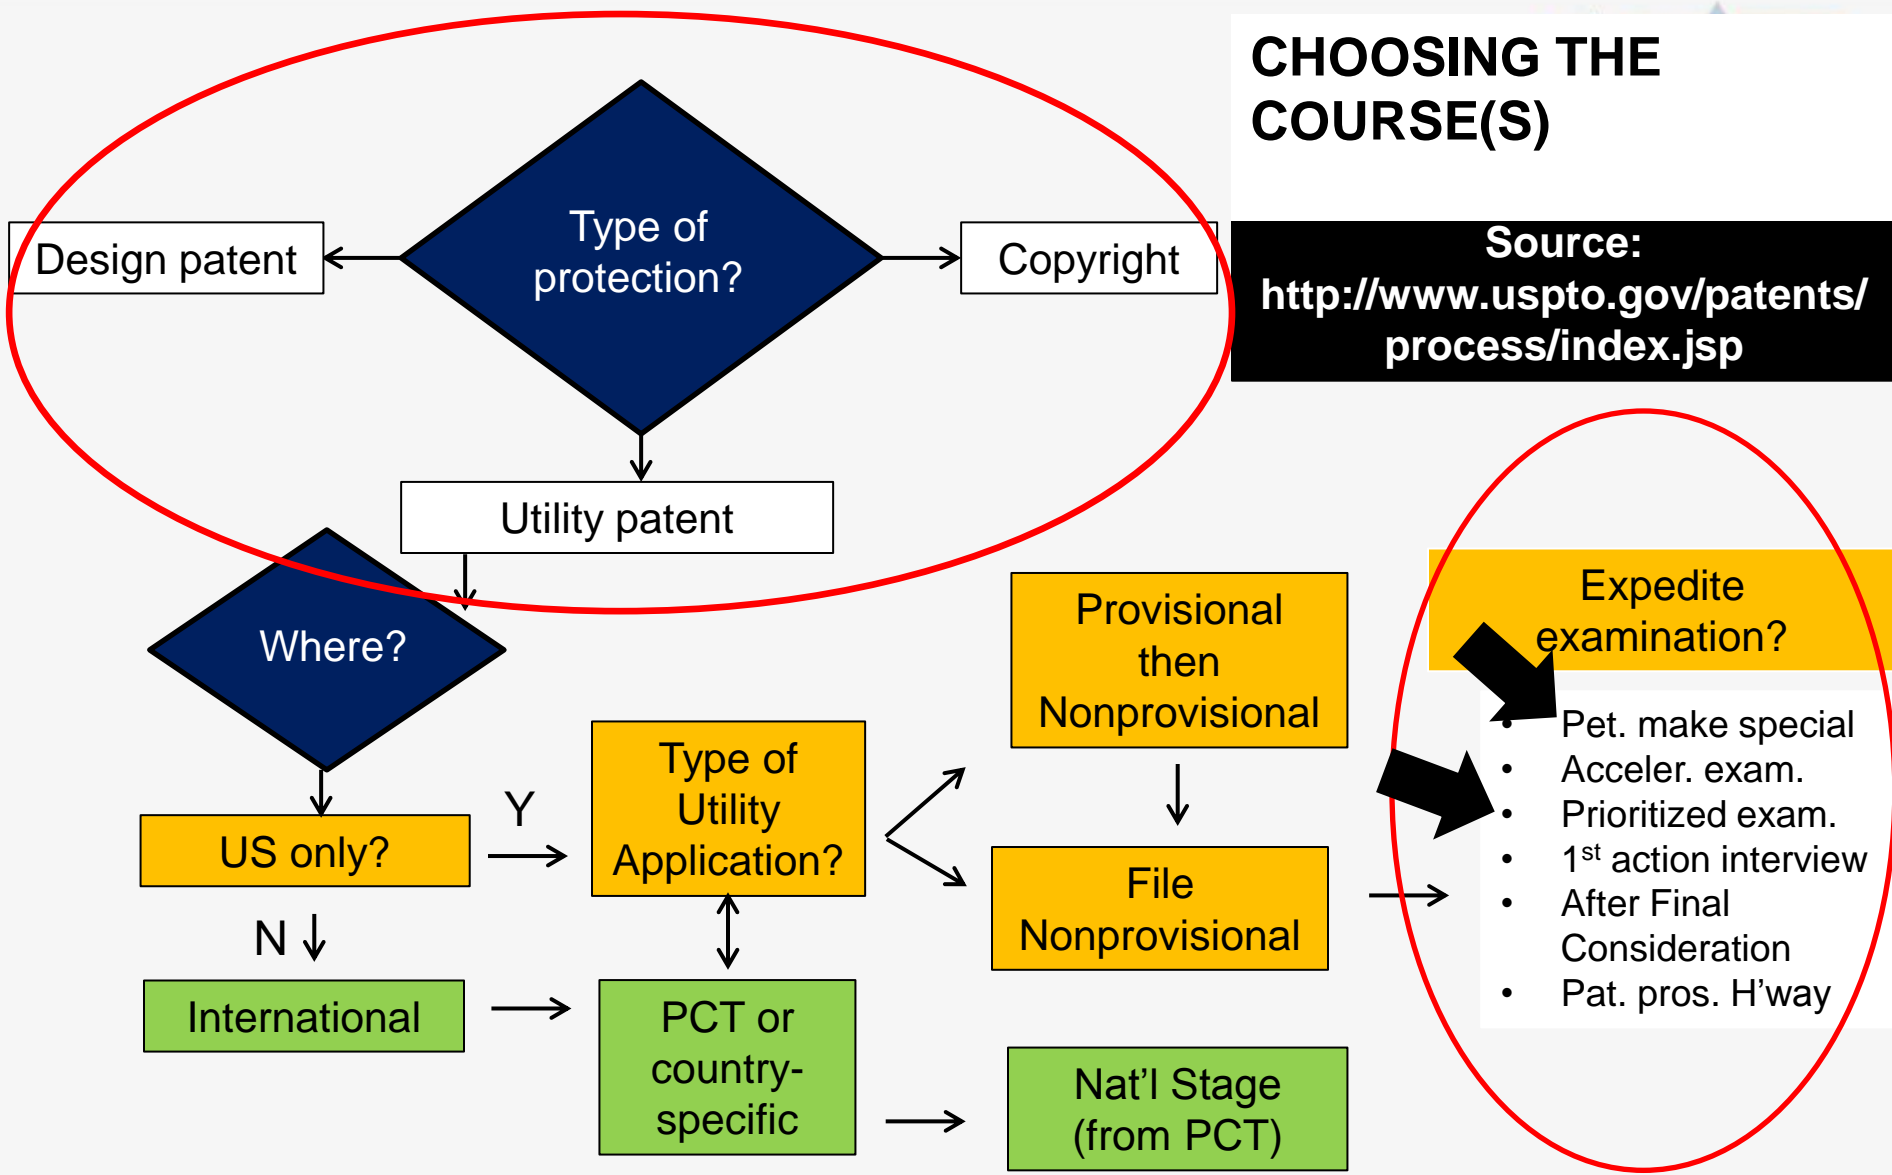 CHOOSING THE
COURSE(S)
Source:
http://www.uspto.gov/patents/
process/index.jsp
Type of
protection?
Design patent
Copyright
Utility patent
Where?
US only?
Y
N
International
Type of
Utility
Application?
PCT or
country-
specific
Provisional
then
Nonprovisional
File
Nonprovisional
Nat'l Stage
(from PCT)
Expedite
examination?
• Pet. make special
• Acceler. exam.
• Prioritized exam.
• 1st action interview
• After Final
Consideration
• Pat. pros. H'way